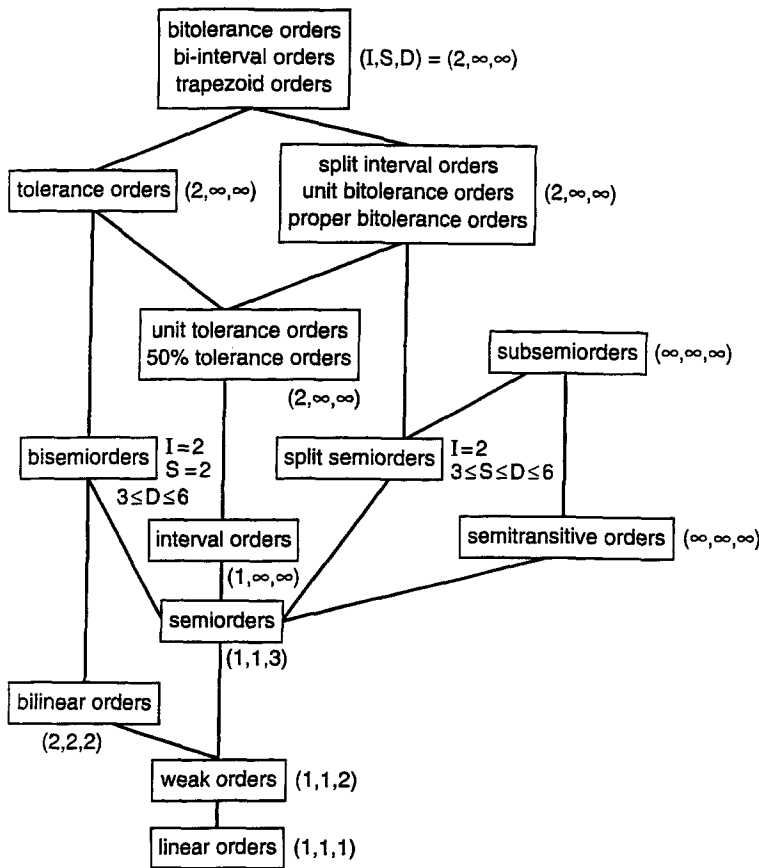 bitolerance orders
bi-interval orders
trapezoid orders
(I,S,D) = (2,∞,∞)
tolerance orders
(2,∞,∞)
split interval orders
unit bitolerance orders
proper bitolerance orders
(2,∞,∞)
unit tolerance orders
50% tolerance orders
(2,∞,∞)
subsemiorders
(∞,∞,∞)
bisemiorders
I=2
S=2
3≤D≤6
split semiorders
I=2
3≤S≤D≤6
interval orders
(1,∞,∞)
semitransitive orders
(∞,∞,∞)
semiorders
(1,1,3)
bilinear orders
(2,2,2)
weak orders
(1,1,2)
linear orders
(1,1,1)